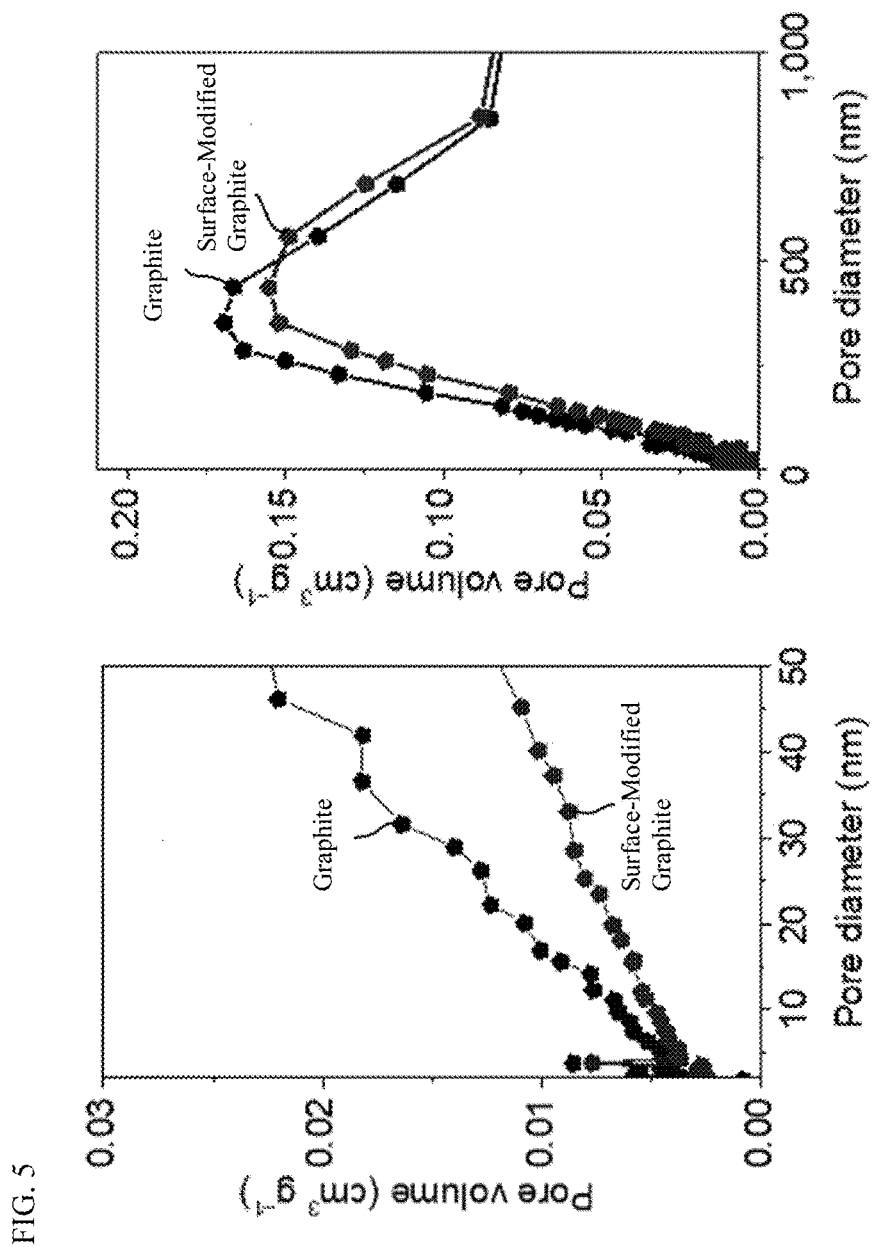 FIG. 5
Pore volume (cm³ g⁻¹)
0.03
0.02
0.01
0.00
Graphite
Surface-Modified
Graphite
10
20
30
40
50
Pore diameter (nm)
Pore volume (cm³g⁻¹)
0.20
0.15
0.10
0.05
0.00
Graphite
Surface-Modified
Graphite
0
500
1,000
Pore diameter (nm)